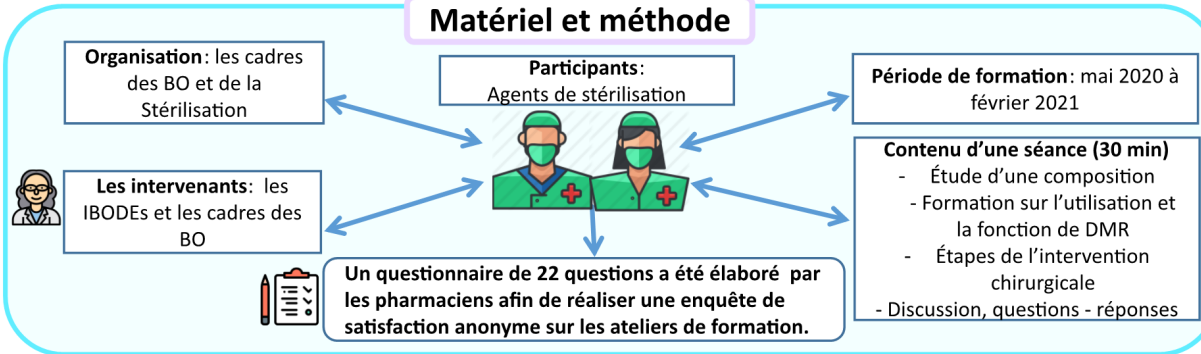 Matériel et méthode
Organisation: les cadres
des BO et de la
Stérilisation
Participants:
Agents de stérilisation
Période de formation: mai 2020 à
février 2021
Les intervenants: les
IBODEs et les cadres des
BO
Contenu d’une séance (30 min)
- Étude d’une composition
- Formation sur l’utilisation et
la fonction de DMR
- Étapes de l’intervention
chirurgicale
- Discussion, questions - réponses
Un questionnaire de 22 questions a été élaboré par
les pharmaciens afin de réaliser une enquête de
satisfaction anonyme sur les ateliers de formation.